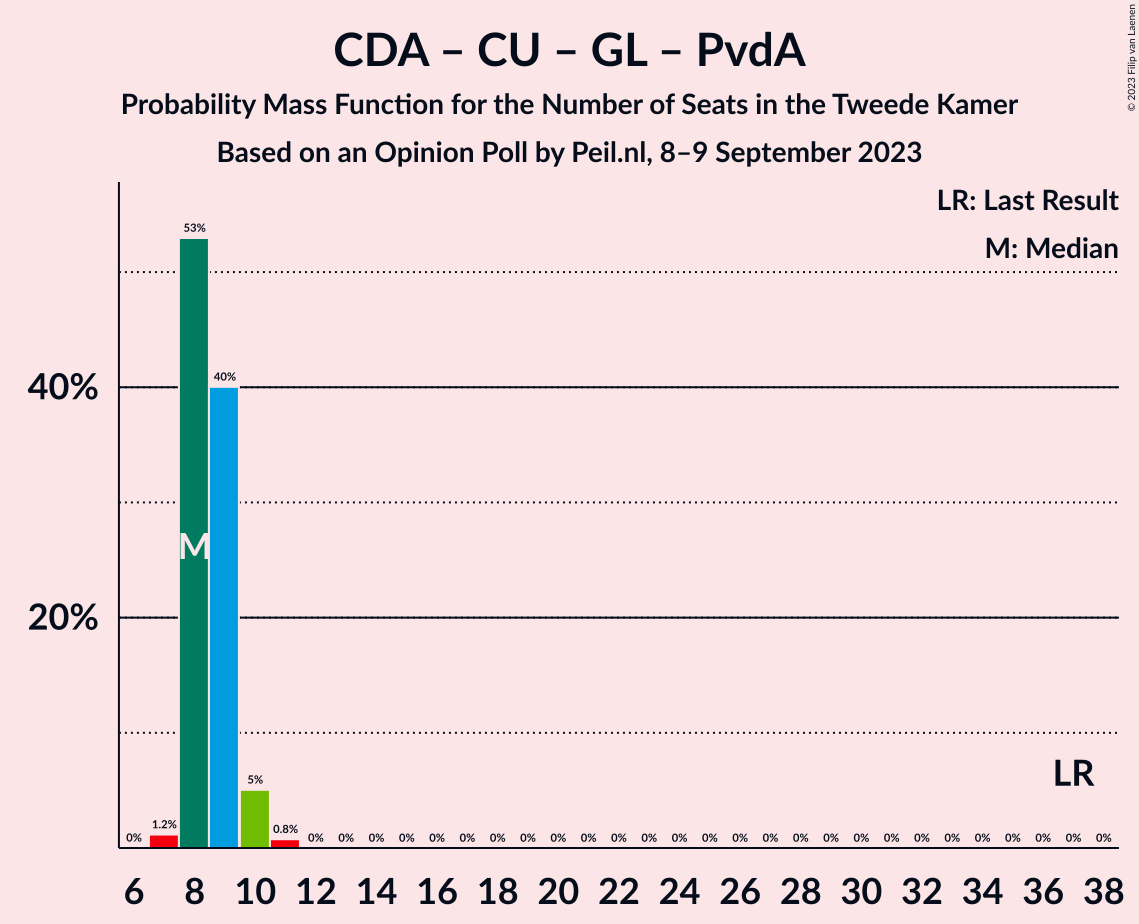 CDA – CU – GL – PvdA
Probability Mass Function for the Number of Seats in the Tweede Kamer
Based on an Opinion Poll by Peil.nl, 8–9 September 2023
© 2023 Filip van Laenen
LR: Last Result
M: Median
40%
20%
0% 1.2% 53% 40% 5% 0.8% 0% 0% 0% 0% 0% 0% 0% 0% 0% 0% 0% 0% 0% 0% 0% 0% 0% 0% 0% 0% 0% 0% 0% 0% 0% 0% 0%
M
LR
6 8 10 12 14 16 18 20 22 24 26 28 30 32 34 36 38